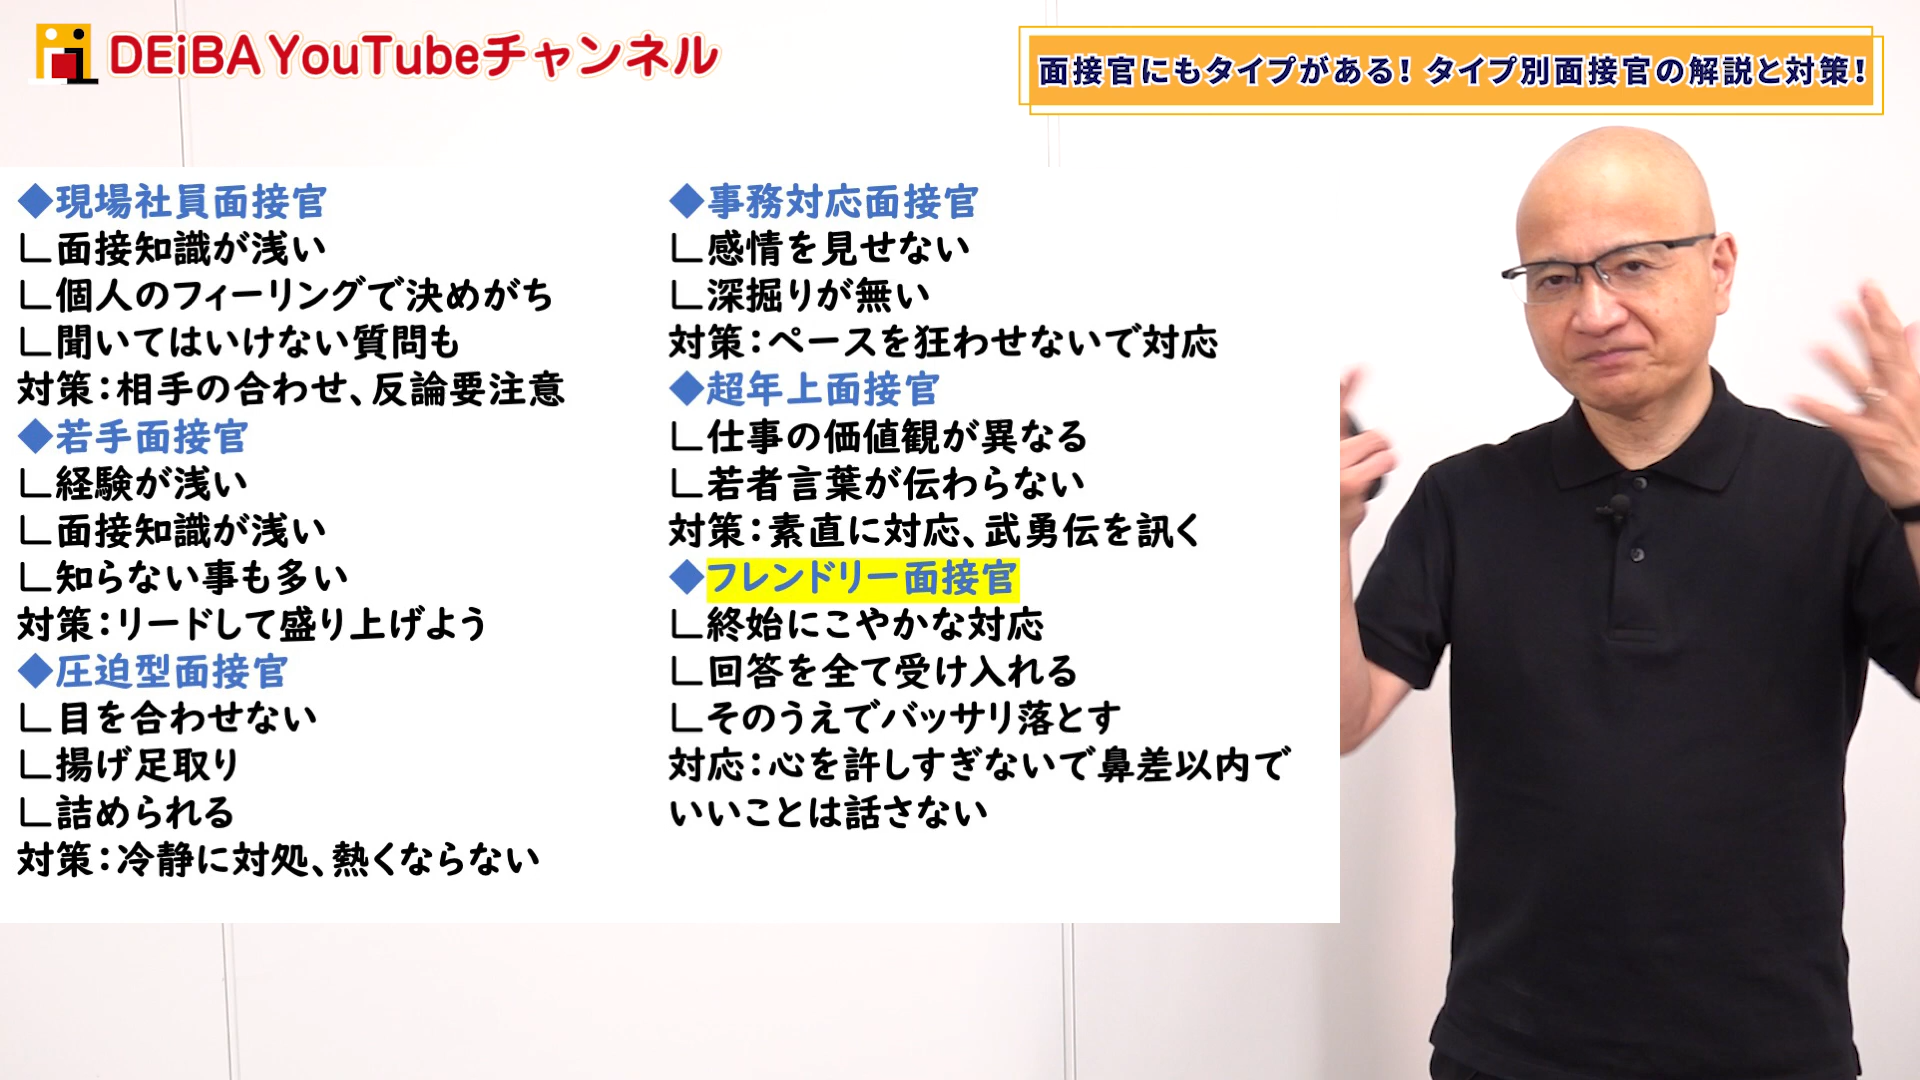 DEiBA YouTubeチャンネル
面接官にもタイプがある！ タイプ別面接官の解説と対策！
◆現場社員面接官
∟面接知識が浅い
∟個人のフィーリングで決めがち
∟聞いてはいけない質問も
対策：相手の合わせ、反論要注意
◆若手面接官
∟経験が浅い
∟面接知識が浅い
∟知らない事も多い
対策：リードして盛り上げよう
◆圧迫型面接官
∟目を合わせない
∟揚げ足取り
∟詰められる
対策：冷静に対処、熱くならない
◆事務対応面接官
∟感情を見せない
∟深掘りが無い
対策：ペースを狂わせないで対応
◆超年上面接官
∟仕事の価値観が異なる
∟若者言葉が伝わらない
対策：素直に対応、武勇伝を訊く
◆フレンドリー面接官
∟終始にこやかな対応
∟回答を全て受け入れる
∟そのうえでバッサリ落とす
対応：心を許しすぎないで鼻差以内で
いいことは話さない